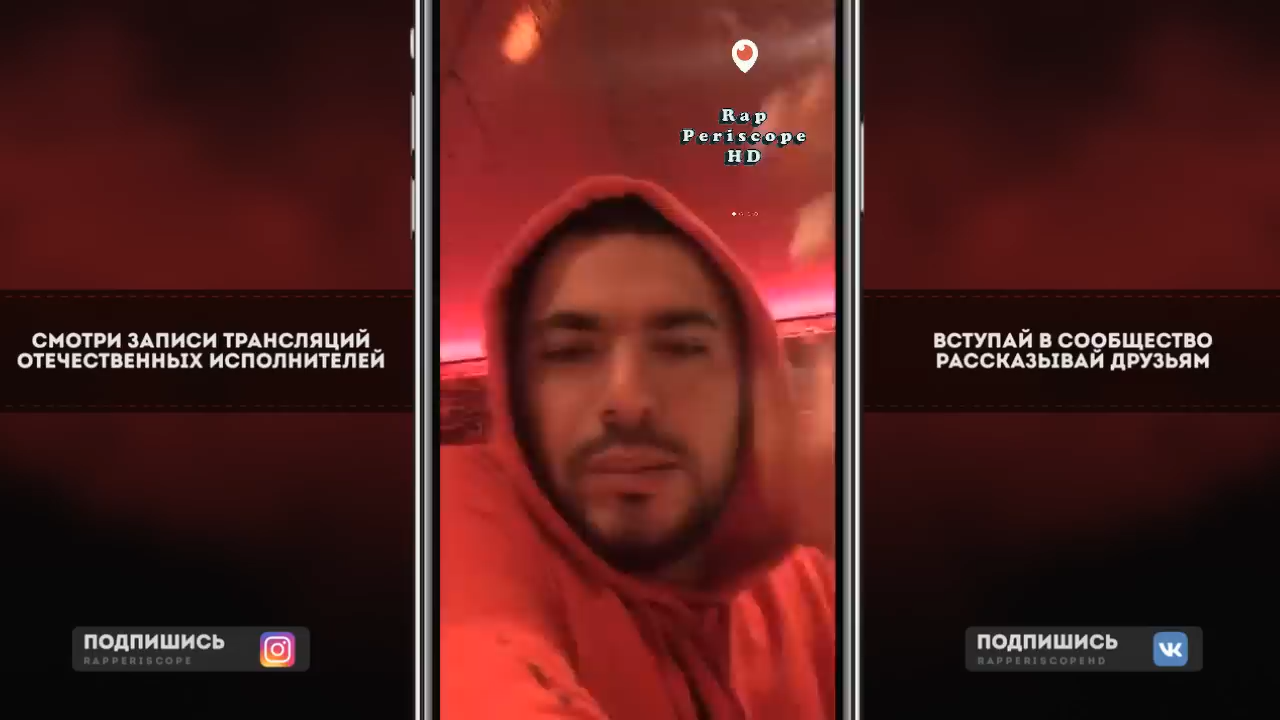 Rap
Periscope
HD
СМОТРИ ЗАПИСИ ТРАНСЛЯЦИЙ
ОТЕЧЕСТВЕННЫХ ИСПОЛНИТЕЛЕЙ
ВСТУПАЙ В СООБЩЕСТВО
РАССКАЗЫВАЙ ДРУЗЬЯМ
ПОДПИШИСЬ
RAPPERISCOPE
ПОДПИШИСЬ
RAPPERISCOPEHD